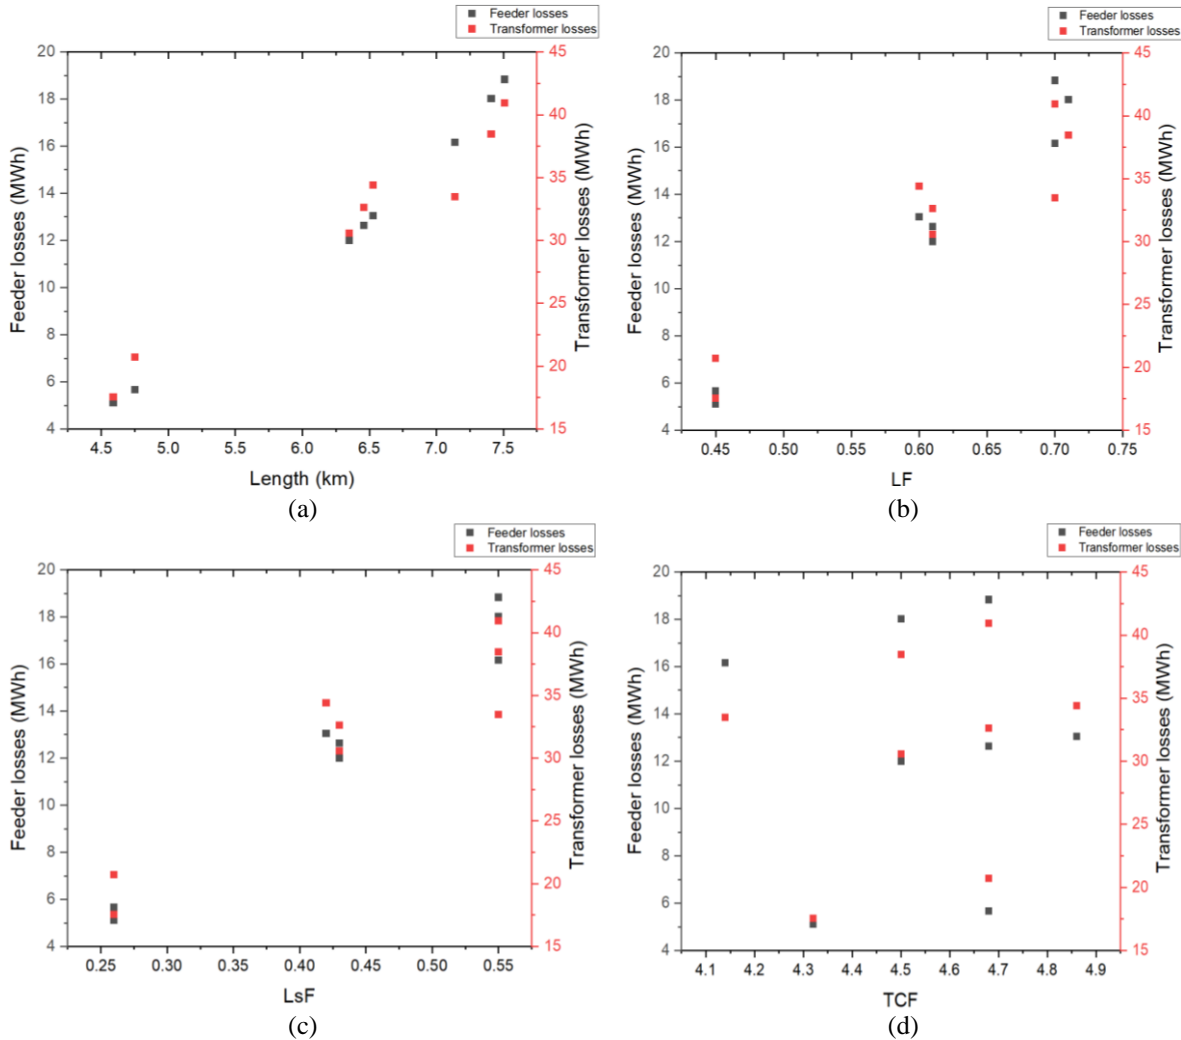 Feeder losses
Transformer losses
20
18
16
14
12
10
8
6
4
45
40
35
30
25
20
15
4.5 5.0 5.5 6.0 6.5 7.0 7.5
Feeder losses (MWh)
Transformer losses (MWh)
Length (km)
(a)
Feeder losses
Transformer losses
20
18
16
14
12
10
8
6
4
45
40
35
30
25
20
15
0.45 0.50 0.55 0.60 0.65 0.70 0.75
Feeder losses (MWh)
Transformer losses (MWh)
LF
(b)
Feeder losses
Transformer losses
20
18
16
14
12
10
8
6
4
45
40
35
30
25
20
15
0.25 0.30 0.35 0.40 0.45 0.50 0.55
Feeder losses (MWh)
Transformer losses (MWh)
LsF
(c)
Feeder losses
Transformer losses
20
18
16
14
12
10
8
6
4
45
40
35
30
25
20
15
4.1 4.2 4.3 4.4 4.5 4.6 4.7 4.8 4.9
Feeder losses (MWh)
Transformer losses (MWh)
TCF
(d)